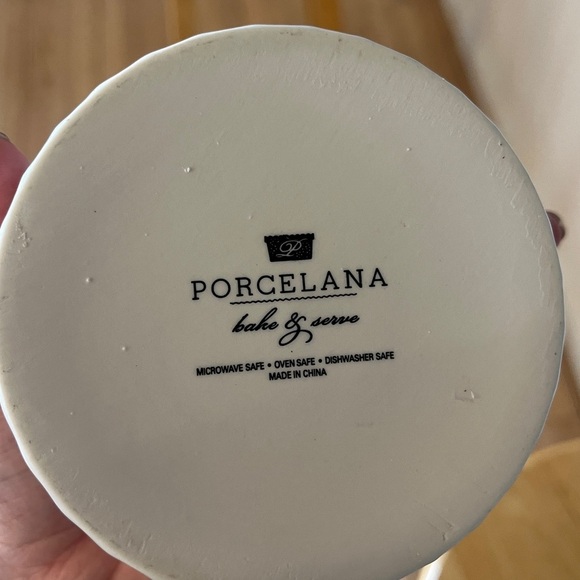 P
PORCELANA
bake & serve
MICROWAVE SAFE • OVEN SAFE • DISHWASHER SAFE
MADE IN CHINA